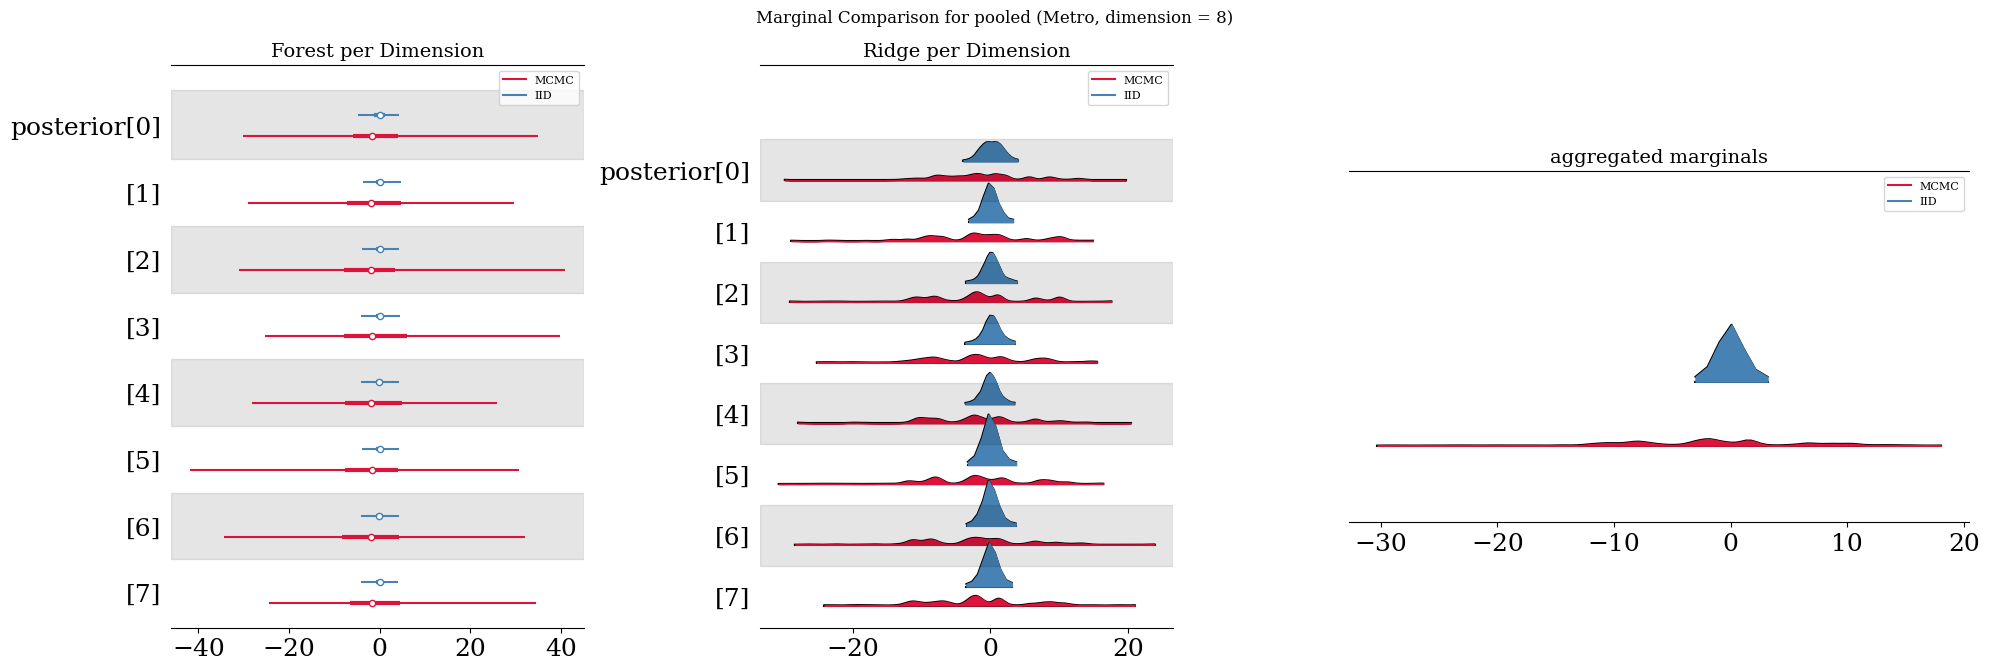 Marginal Comparison for pooled (Metro, dimension = 8)
Forest per Dimension
MCMC
IID
posterior[0]
[1]
[2]
[3]
[4]
[5]
[6]
[7]
−40 −20 0 20 40
Ridge per Dimension
MCMC
IID
posterior[0]
[1]
[2]
[3]
[4]
[5]
[6]
[7]
−20 0 20
aggregated marginals
MCMC
IID
−30 −20 −10 0 10 20